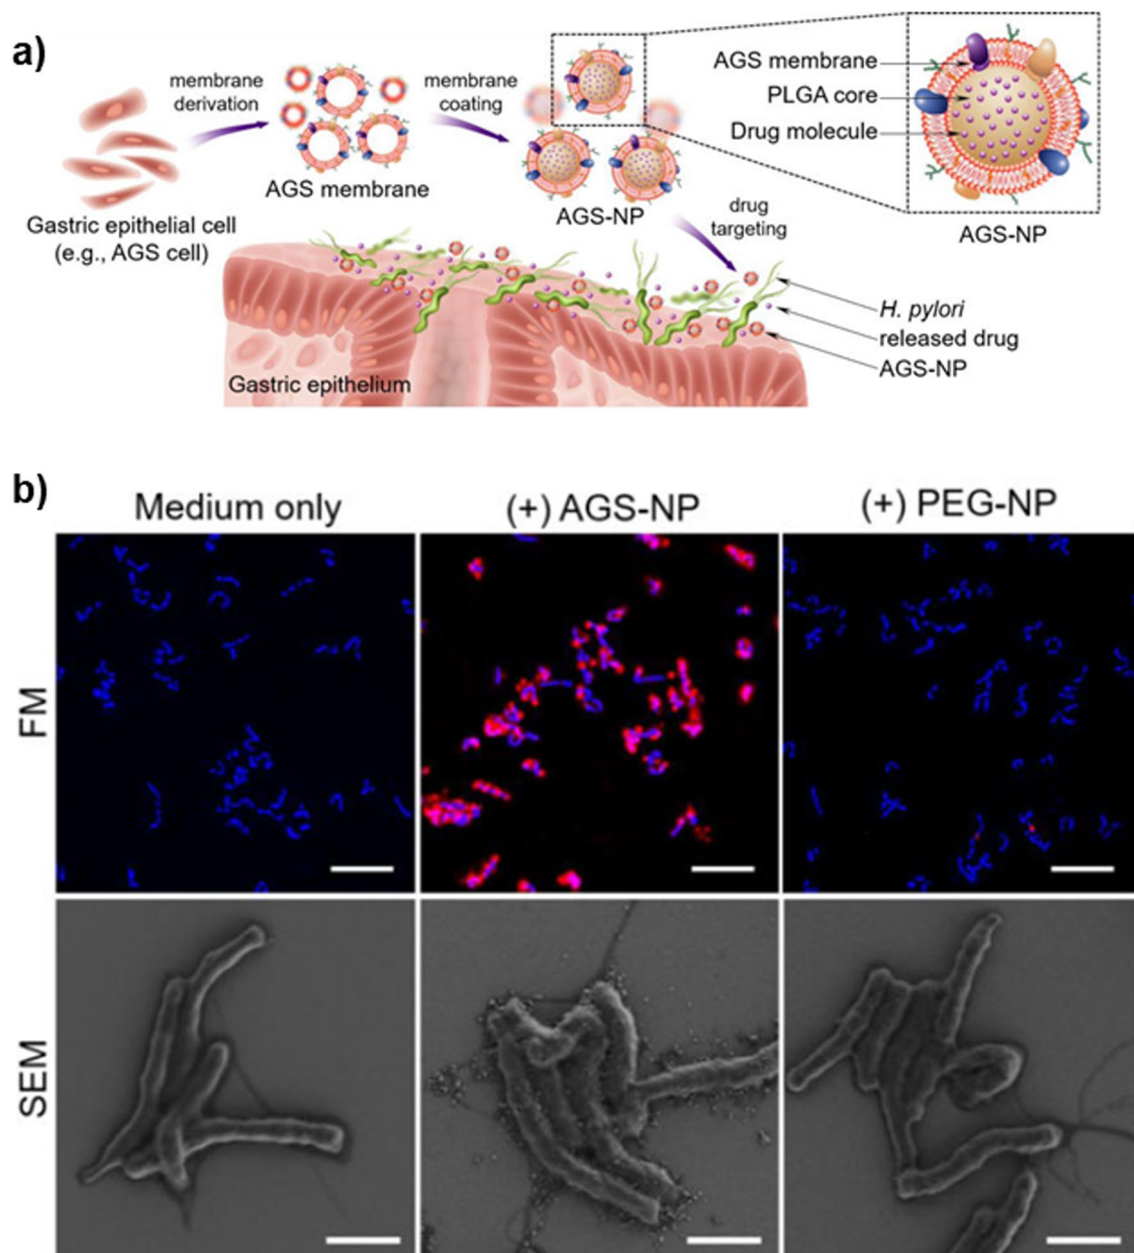 a)
membrane
derivation
membrane
coating
AGS membrane
PLGA core
Drug molecule
AGS membrane
AGS-NP
AGS-NP
Gastric epithelial cell
(e.g., AGS cell)
drug
targeting
H. pylori
released drug
AGS-NP
Gastric epithelium
b)
Medium only
(+) AGS-NP
(+) PEG-NP
FM
SEM